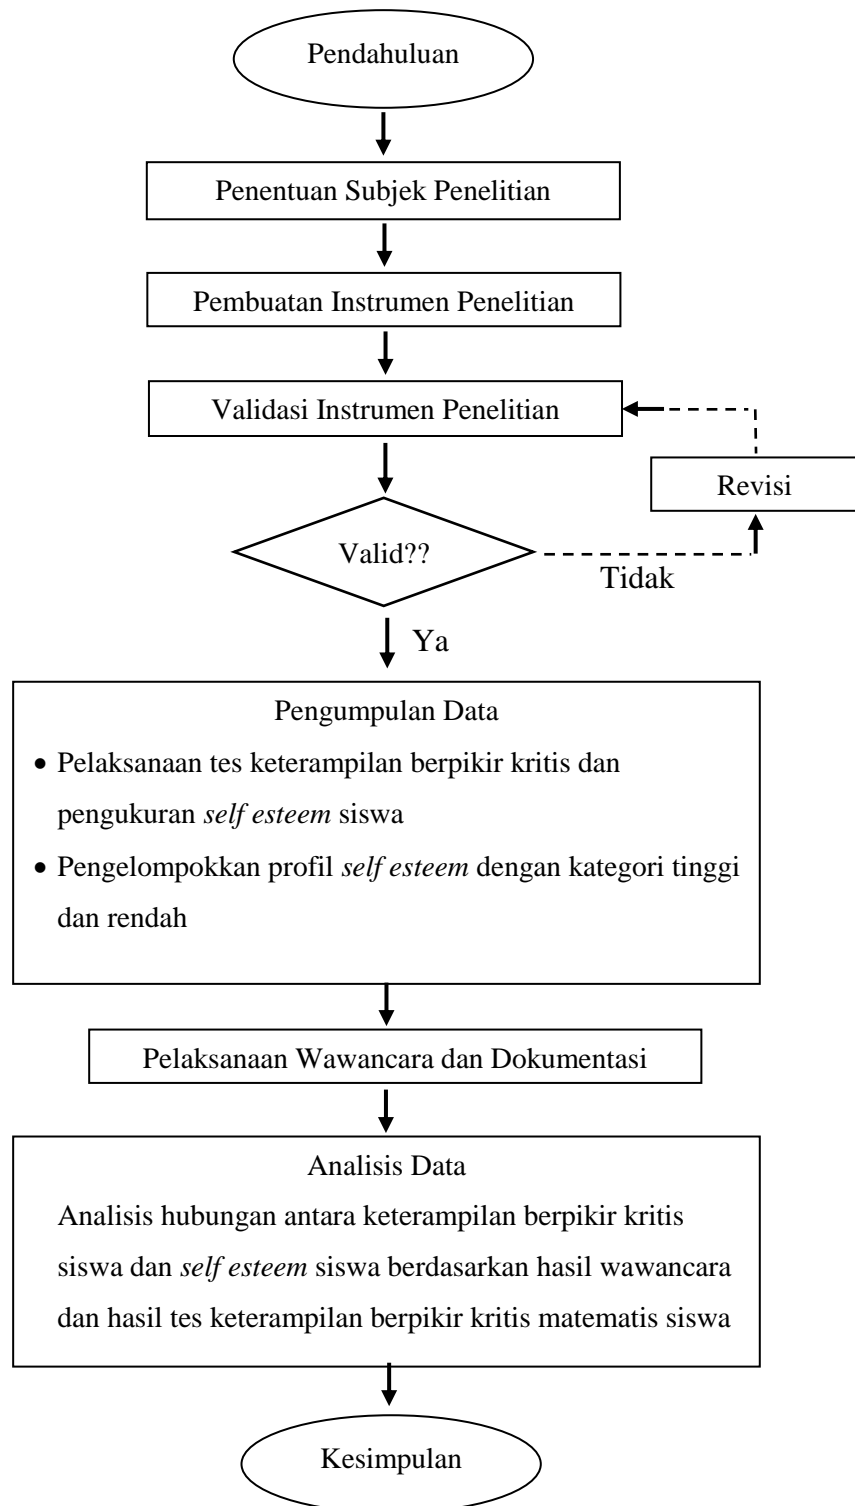 Pendahuluan
Penentuan Subjek Penelitian
Pembuatan Instrumen Penelitian
Validasi Instrumen Penelitian
Revisi
Valid??
Tidak
Ya
Pengumpulan Data
• Pelaksanaan tes keterampilan berpikir kritis dan
pengukuran self esteem siswa
• Pengelompokkan profil self esteem dengan kategori tinggi
dan rendah
Pelaksanaan Wawancara dan Dokumentasi
Analisis Data
Analisis hubungan antara keterampilan berpikir kritis
siswa dan self esteem siswa berdasarkan hasil wawancara
dan hasil tes keterampilan berpikir kritis matematis siswa
Kesimpulan